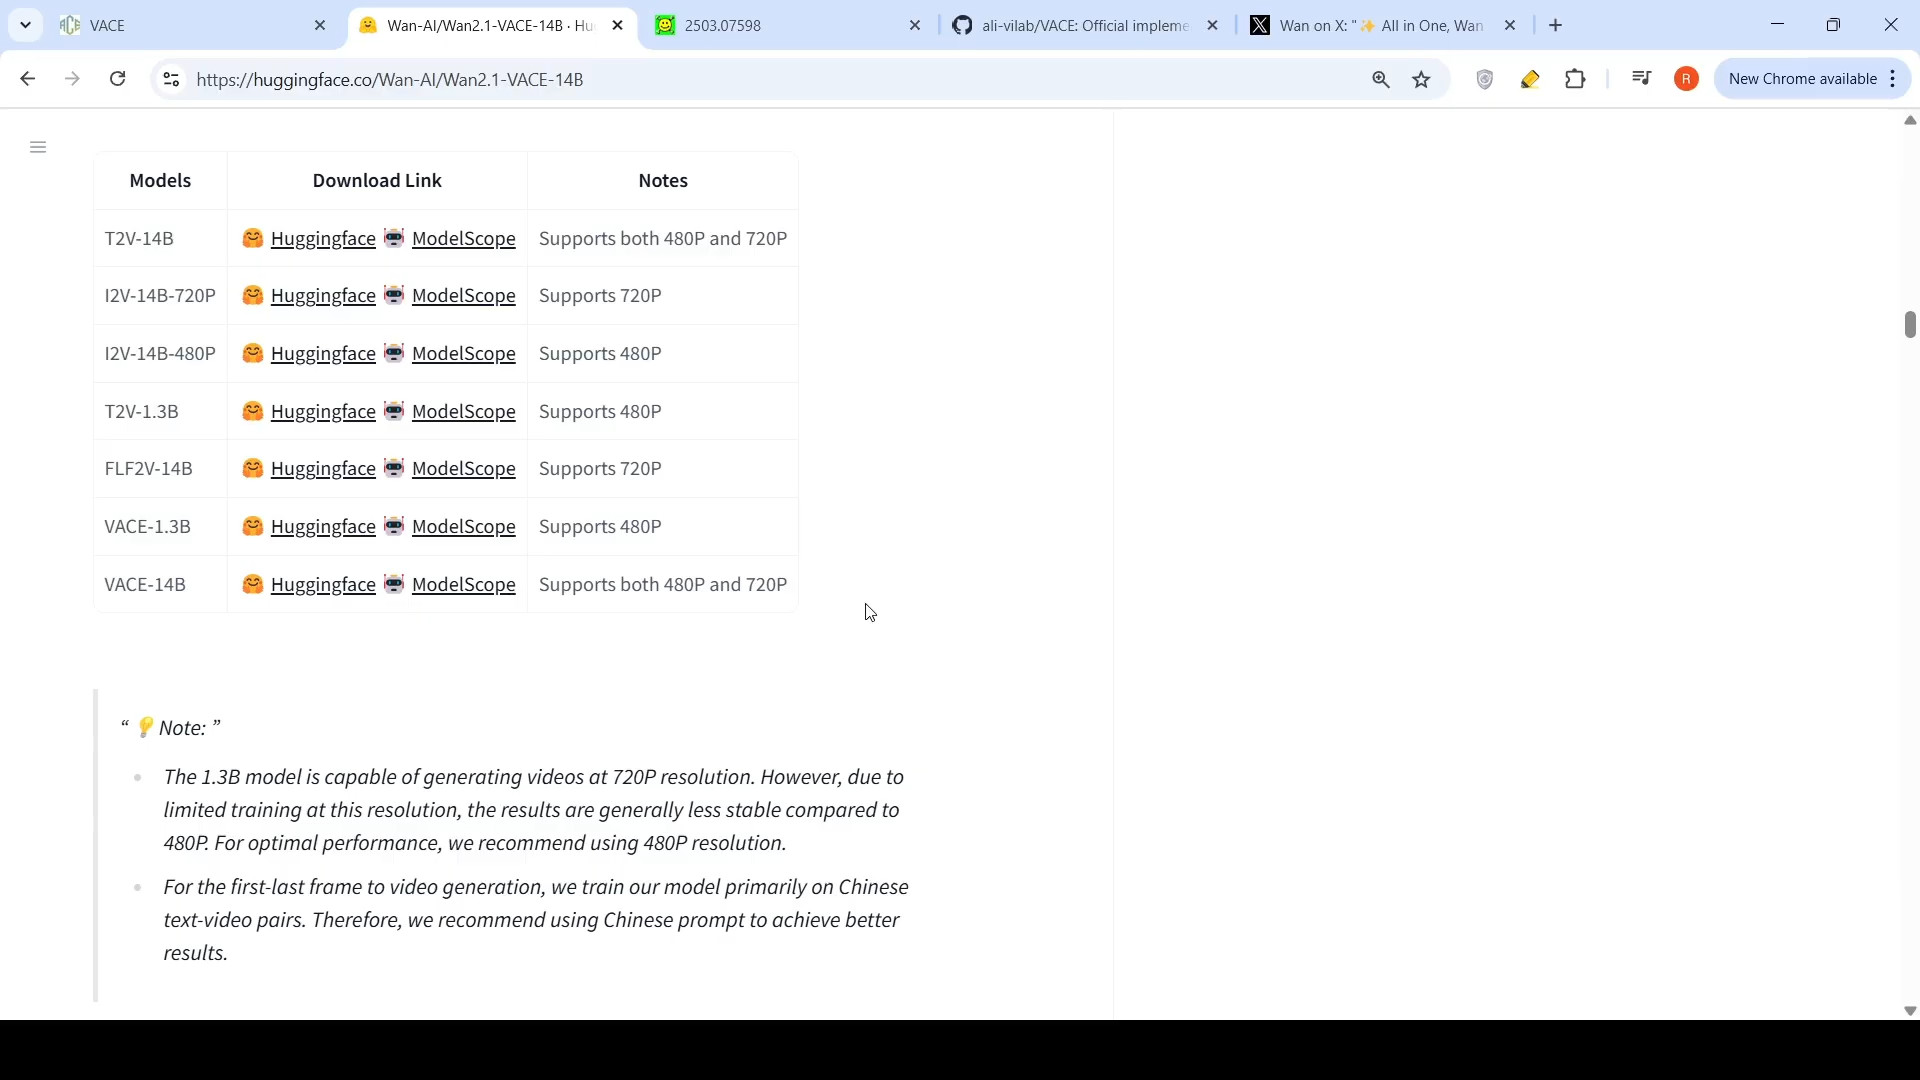 VACE
Wan-AI/Wan2.1-VACE-14B · Hu
2503.07598
ali-vilab/VACE: Official impleme
Wan on X: "✨ All in One, Wan
https://huggingface.co/Wan-AI/Wan2.1-VACE-14B
R
New Chrome available
Models Download Link Notes
T2V-14B 🤗 Huggingface 🤖 ModelScope Supports both 480P and 720P
I2V-14B-720P 🤗 Huggingface 🤖 ModelScope Supports 720P
I2V-14B-480P 🤗 Huggingface 🤖 ModelScope Supports 480P
T2V-1.3B 🤗 Huggingface 🤖 ModelScope Supports 480P
FLF2V-14B 🤗 Huggingface 🤖 ModelScope Supports 720P
VACE-1.3B 🤗 Huggingface 🤖 ModelScope Supports 480P
VACE-14B 🤗 Huggingface 🤖 ModelScope Supports both 480P and 720P
“ 💡Note: ”
The 1.3B model is capable of generating videos at 720P resolution. However, due to
limited training at this resolution, the results are generally less stable compared to
480P. For optimal performance, we recommend using 480P resolution.
For the first-last frame to video generation, we train our model primarily on Chinese
text-video pairs. Therefore, we recommend using Chinese prompt to achieve better
results.